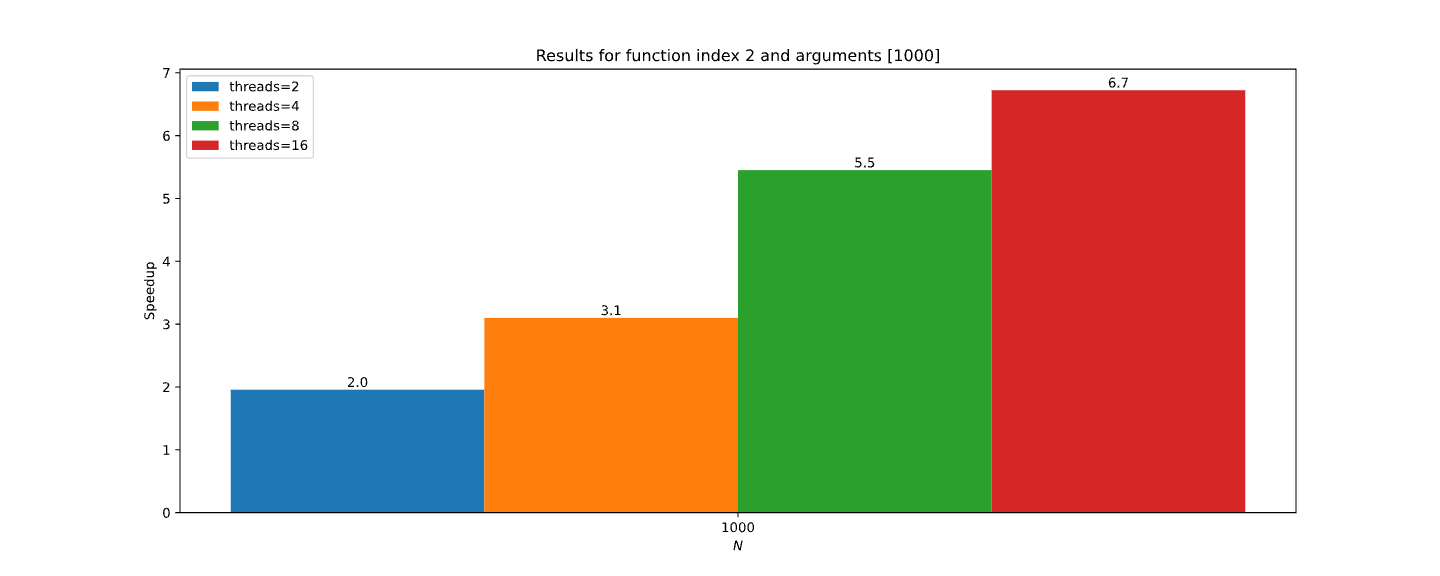 Results for function index 2 and arguments [1000]
threads=2
threads=4
threads=8
threads=16
Speedup
7
6
5
4
3
2
1
0
2.0
3.1
5.5
6.7
1000
N